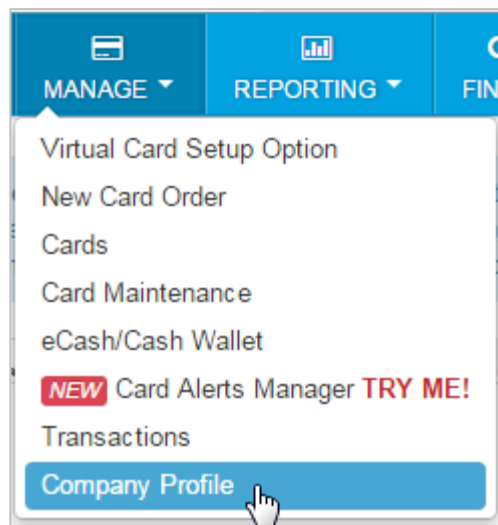 MANAGE REPORTING FIN
Virtual Card Setup Option
New Card Order
Cards
Card Maintenance
eCash/Cash Wallet
NEW Card Alerts Manager TRY ME!
Transactions
Company Profile